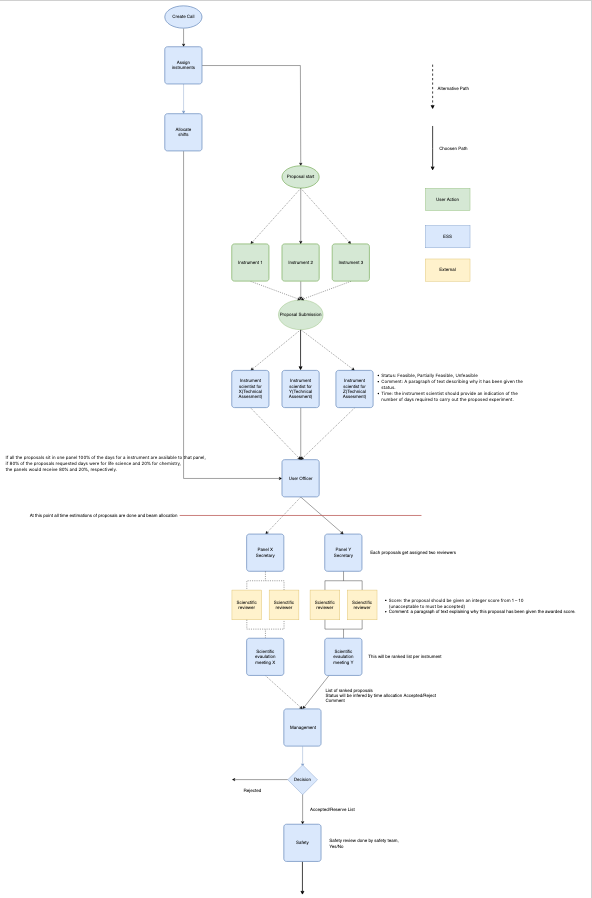 Create Call
Assign
instruments
Alternative Path
Allocate
shifts
Choosen Path
Proposal start
User Action
ESS
External
Instrument 1
Instrument 2
Instrument 3
Proposal Submission
Instrument
scientist for
X(Technical
Assesment)
Instrument
scientist for
Y(Technical
Assesment)
Instrument
scientist for
Z(Technical
Assesment)
• Status: Feasible, Partially Feasible, Unfeasible
• Comment: A paragraph of text describing why it has been given the
status.
• Time: the instrument scientist should provide an indication of the
number of days required to carry out the proposed experiment.
If all the proposals sit in one panel 100% of the days for a instrument are available to that panel,
if 80% of the proposals requested days were for life science and 20% for chemistry,
the panels would receive 80% and 20%, respectively.
User Officer
At this point all time estimations of proposals are done and beam allocation
Panel X
Secretary
Panel Y
Secretary
Each proposals get assigned two reviewers
Scientific
reviewer
Scientific
reviewer
Scientific
reviewer
Scientific
reviewer
• Score: the proposal should be given an integer score from 1–10
(unacceptable to must be accepted)
• Comment: a paragraph of text explaining why this proposal has been given the awarded score.
Scientific
evaulation
meeting X
Scientific
evaulation
meeting Y
This will be ranked list per instrument
List of ranked proposals
Status will be infered by time allocation Accepted/Reject
Comment
Management
Decision
Rejected
Accepted/Reserve List
Safety
Safety review done by safety team,
Yes/No